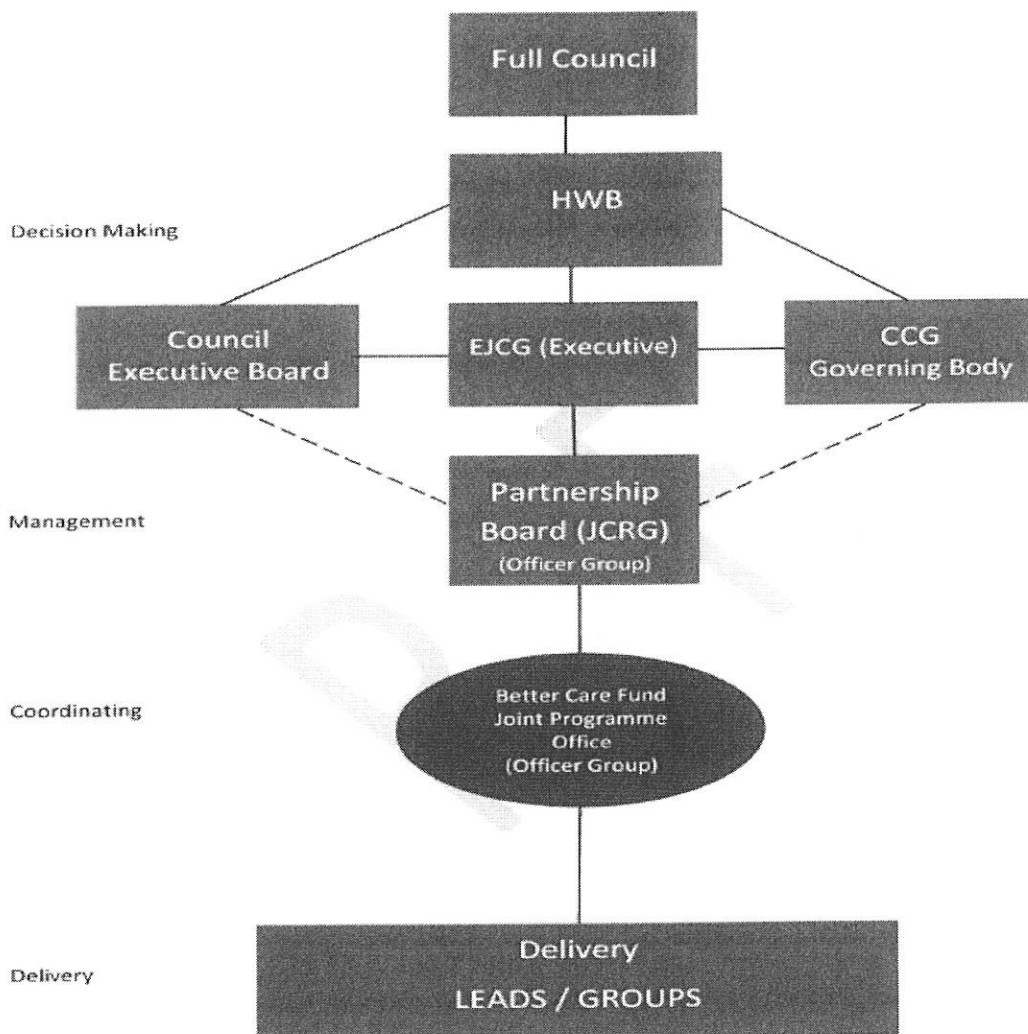 Full Council
HWB
Decision Making
Council
Executive Board
EJCG (Executive)
CCG
Governing Body
Partnership
Board (JCRG)
(Officer Group)
Management
Better Care Fund
Joint Programme
Office
(Officer Group)
Coordinating
Delivery
LEADS / GROUPS
Delivery